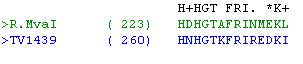 H+HGT FRI. *K+
>R.MvaI ( 223) HDHGTAFRINMEKL
>TV1439 ( 260) HNHGTKFRIREDKI